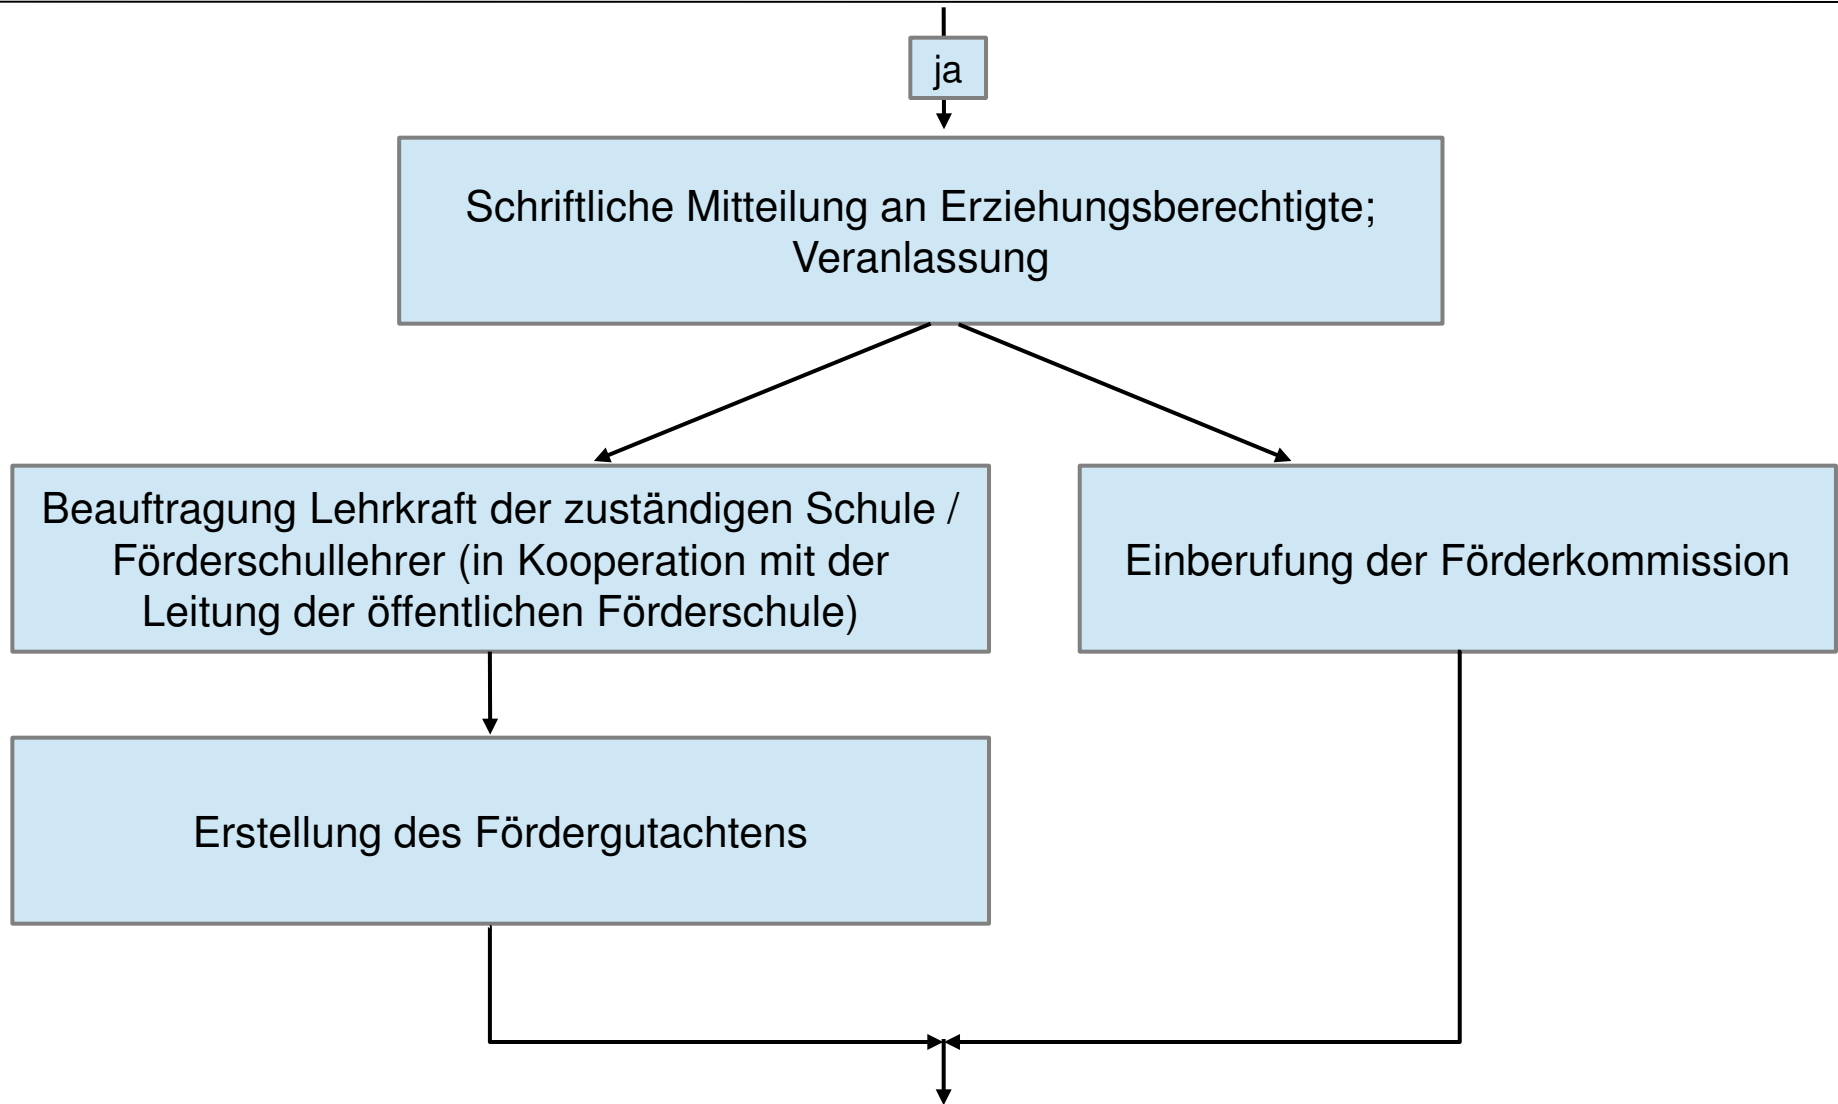 ja
Schriftliche Mitteilung an Erziehungsberechtigte;
Veranlassung
Beauftragung Lehrkraft der zuständigen Schule /
Förderschullehrer (in Kooperation mit der
Leitung der öffentlichen Förderschule)
Einberufung der Förderkommission
Erstellung des Fördergutachtens